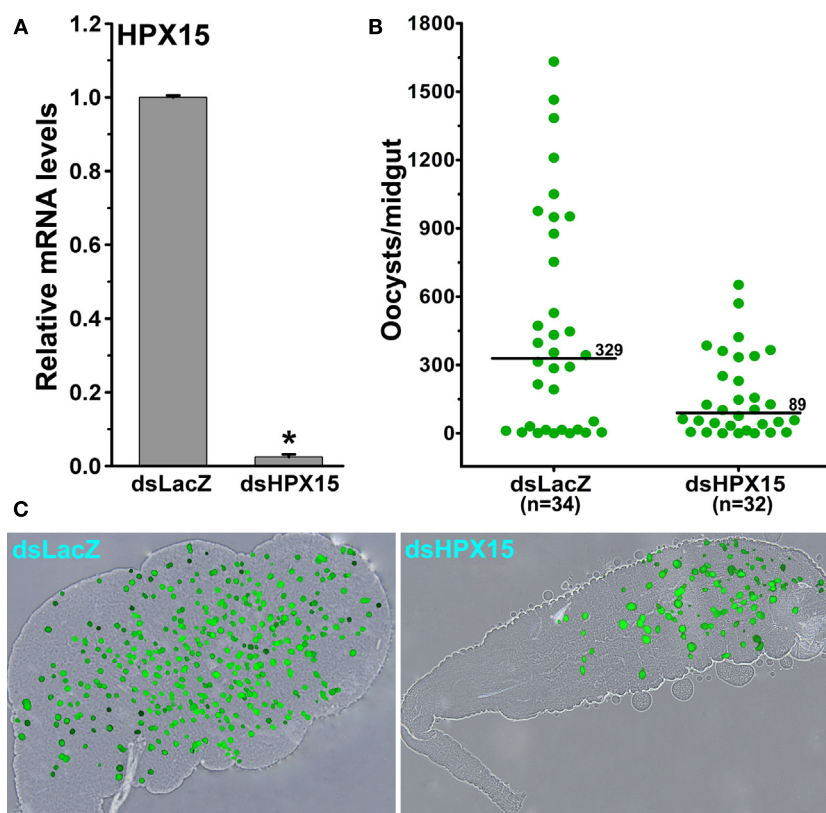 A
HPX15
Relative mRNA levels
1.2
1.0
0.8
0.6
0.4
0.2
0.0
*
dsLacZ dsHPX15
B
Oocysts/midgut
1800
1500
1200
900
600
300
0
329
89
dsLacZ dsHPX15
(n=34) (n=32)
C
dsLacZ
dsHPX15